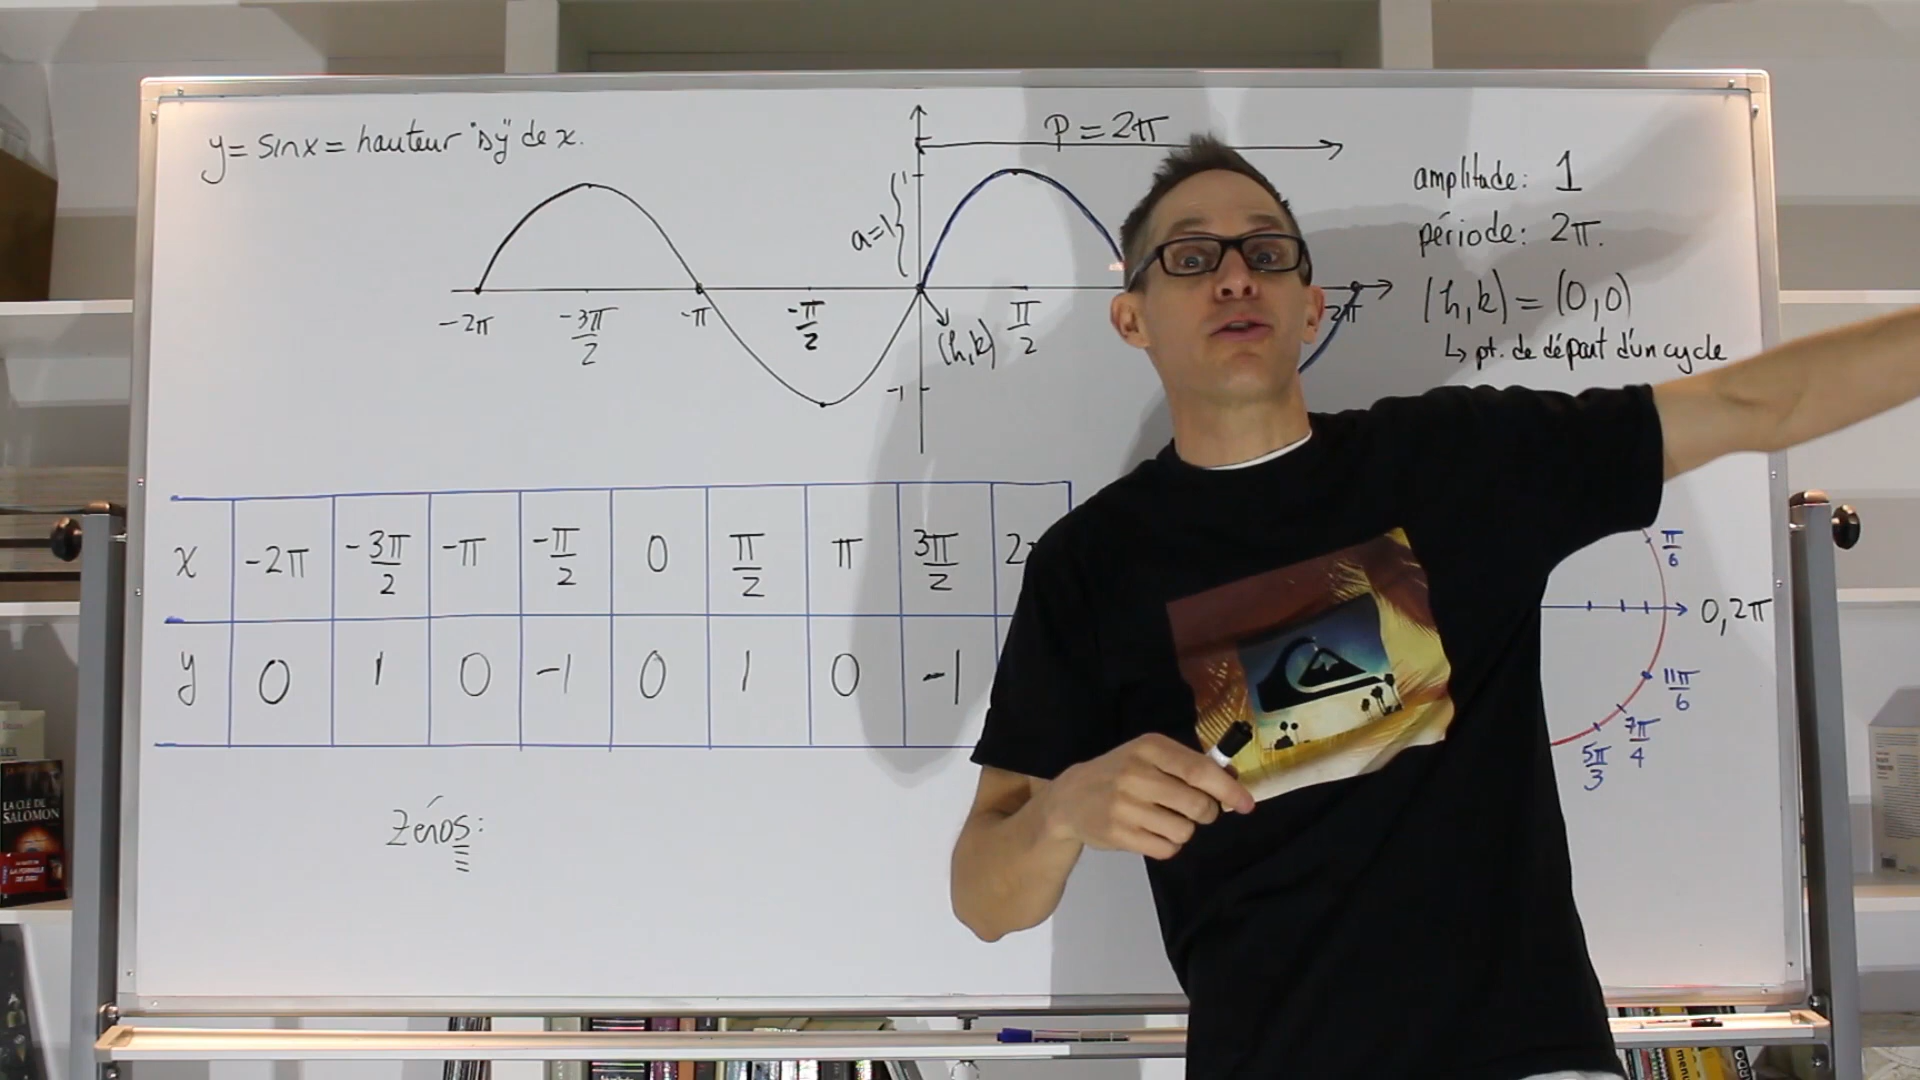 y = sin x = hauteur "y" de x.
P = 2π
1
a=1
-2π
-3π/2
-π
-π/2
(h,k)
π/2
2π
-1
amplitude: 1
période: 2π.
(h,k) = (0,0)
↳ pt. de départ d'un cycle
x -2π -3π/2 -π -π/2 0 π/2 π 3π/2
y 0 1 0 -1 0 1 0 -1
Zéros:
π/6
0, 2π
11π/6
7π/4
5π/3
LA CLÉ DE
SALOMON